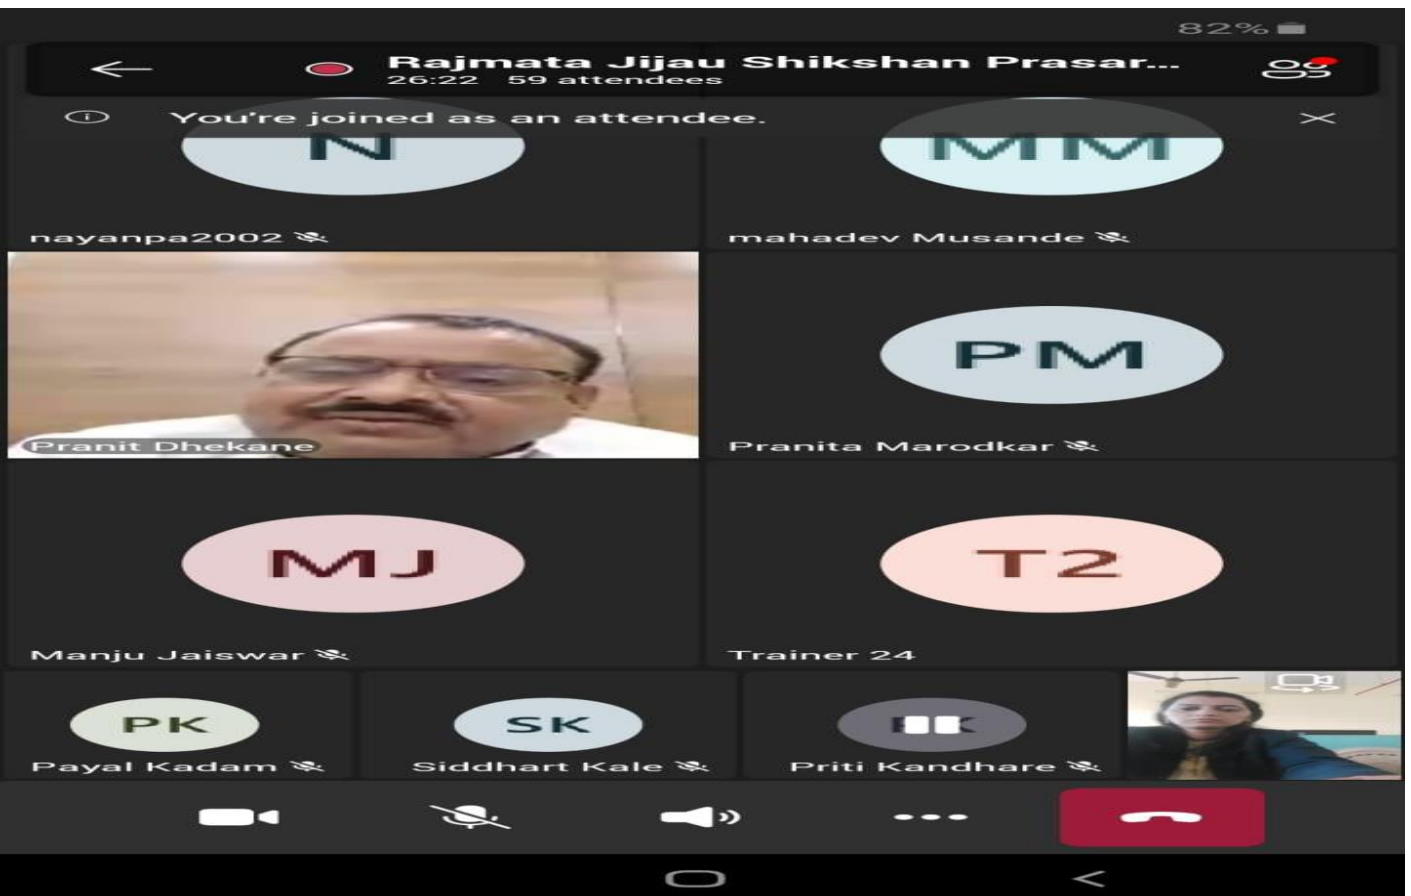 82%
Rajmata Jijau Shikshan Prasar...
26:22 59 attendees
You're joined as an attendee.
N
MM
nayanpa2002
mahadev Musande
PM
Pranit Dhekane
Pranita Marodkar
MJ
T2
Manju Jaiswar
Trainer 24
PK
SK
Payal Kadam
Siddhart Kale
Priti Kandhare